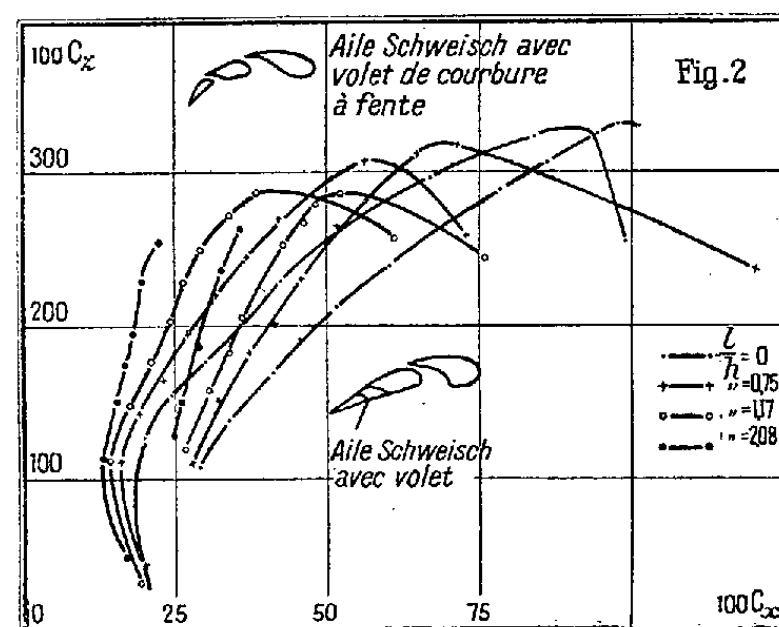 100 Cz
Aile Schweisch avec
volet de courbure
à fente
Fig. 2
300
200
100
l/h = 0
" = 0,75
" = 1,17
" = 2,08
Aile Schweisch
avec volet
0
25
50
75
100 Cx